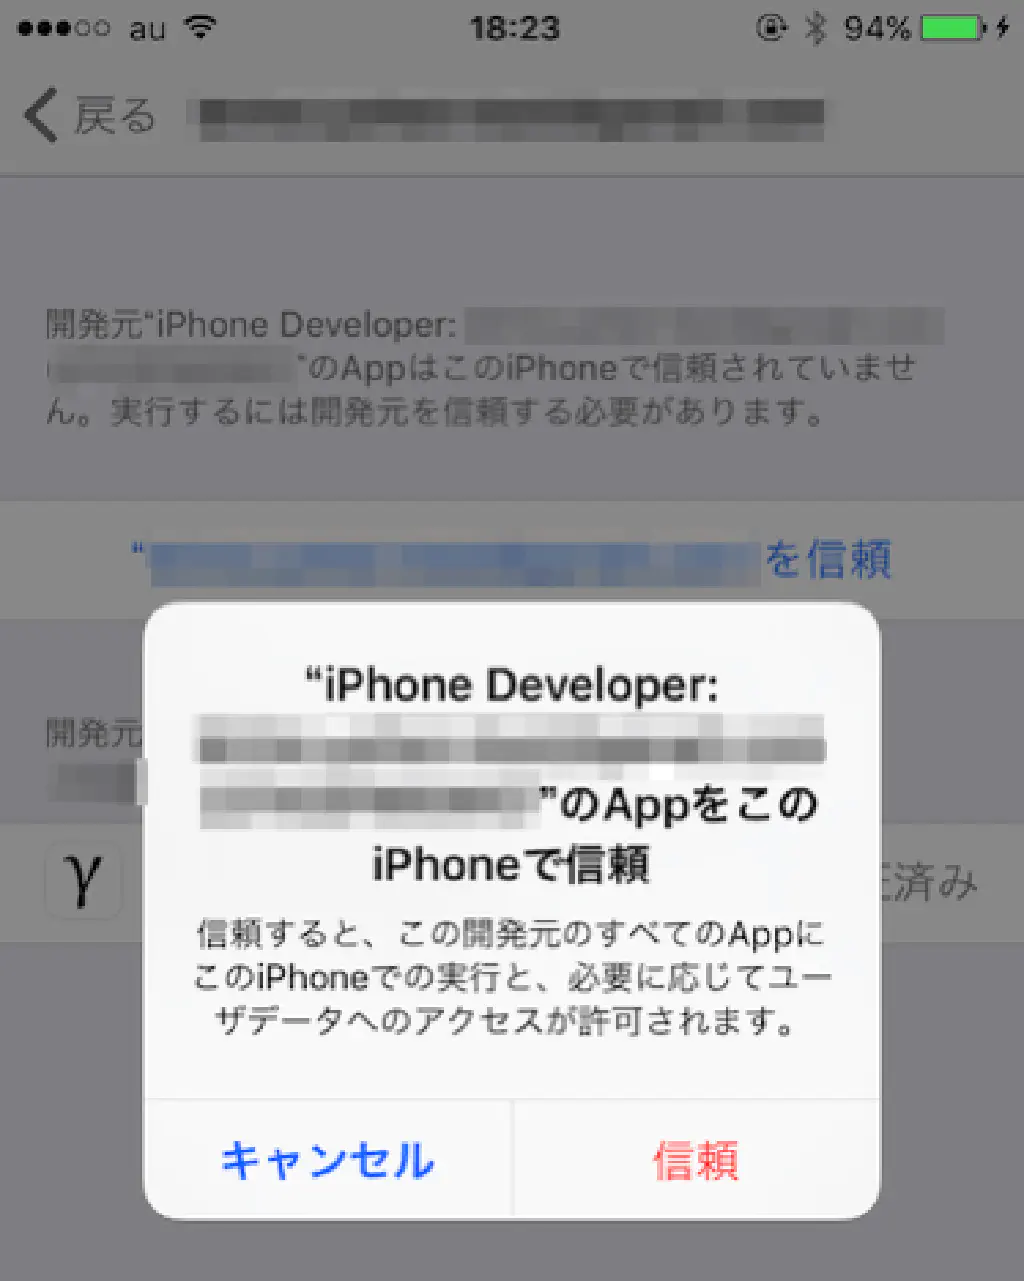 au 18:23 94%
戻る
開発元“iPhone Developer:
”のAppはこのiPhoneで信頼されていませ
ん。実行するには開発元を信頼する必要があります。
“ を信頼
“iPhone Developer:
”のAppをこの
iPhoneで信頼
開発元
γ 済み
信頼すると、この開発元のすべてのAppに
このiPhoneでの実行と、必要に応じてユー
ザデータへのアクセスが許可されます。
キャンセル 信頼